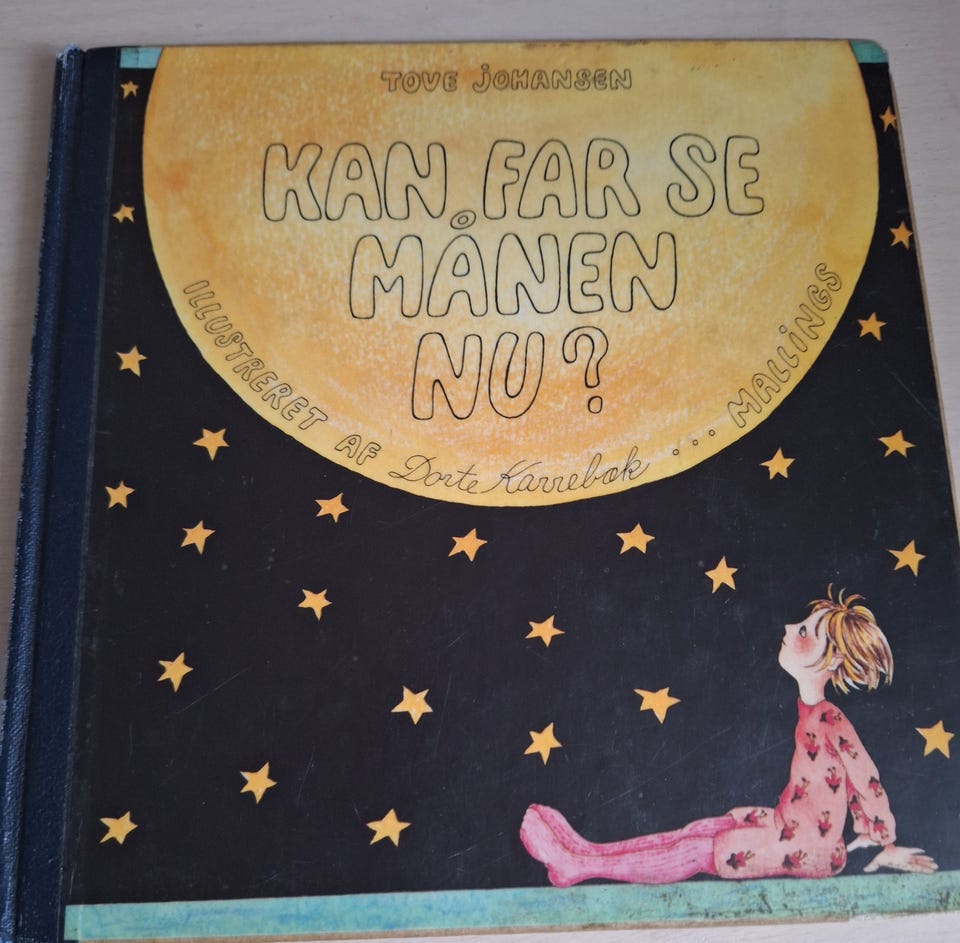 TOVE JOHANSEN
KAN FAR SE
MÅNEN
NU?
ILLUSTRERET AF Dorte Karrebæk ... MALLINGS